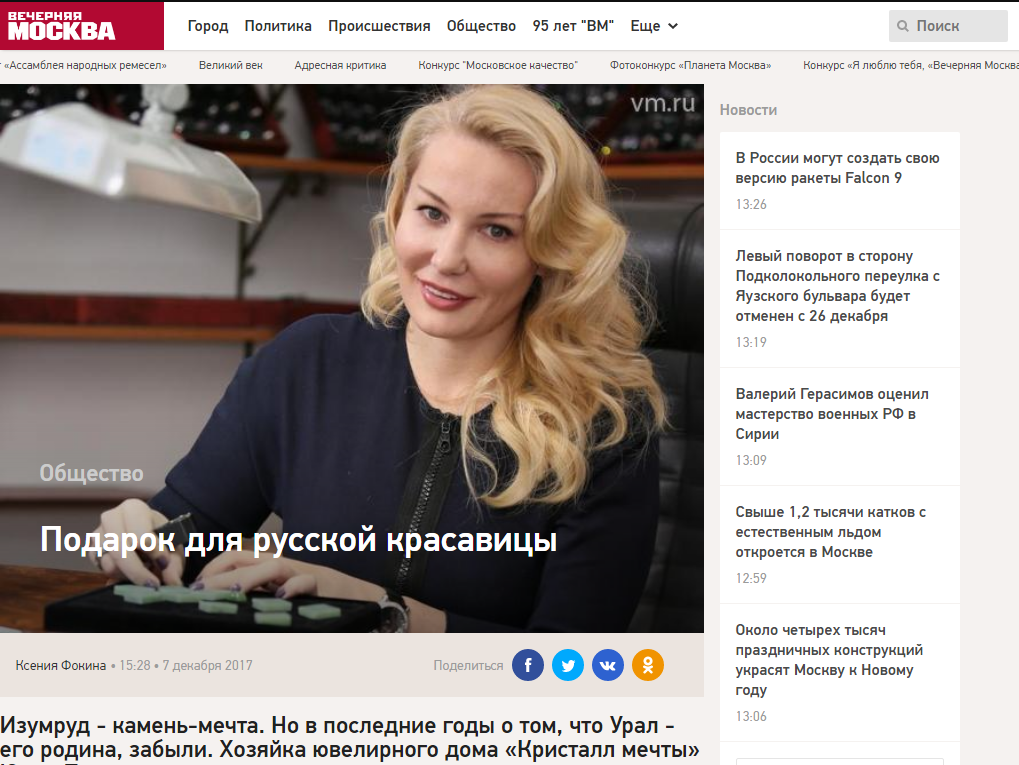 ВЕЧЕРНЯЯ
МОСКВА
Город Политика Происшествия Общество 95 лет "ВМ" Еще
Поиск
«Ассамблея народных ремесел» Великий век Адресная критика Конкурс "Московское качество" Фотоконкурс «Планета Москва» Конкурс «Я люблю тебя, «Вечерняя Москва
vm.ru
Общество
Подарок для русской красавицы
Ксения Фокина • 15:28 • 7 декабря 2017
Поделиться
Изумруд - камень-мечта. Но в последние годы о том, что Урал -
его родина, забыли. Хозяйка ювелирного дома «Кристалл мечты»
Новости
В России могут создать свою
версию ракеты Falcon 9
13:26
Левый поворот в сторону
Подколокольного переулка с
Яузского бульвара будет
отменен с 26 декабря
13:19
Валерий Герасимов оценил
мастерство военных РФ в
Сирии
13:09
Свыше 1,2 тысячи катков с
естественным льдом
откроется в Москве
12:59
Около четырех тысяч
праздничных конструкций
украсят Москву к Новому
году
13:06